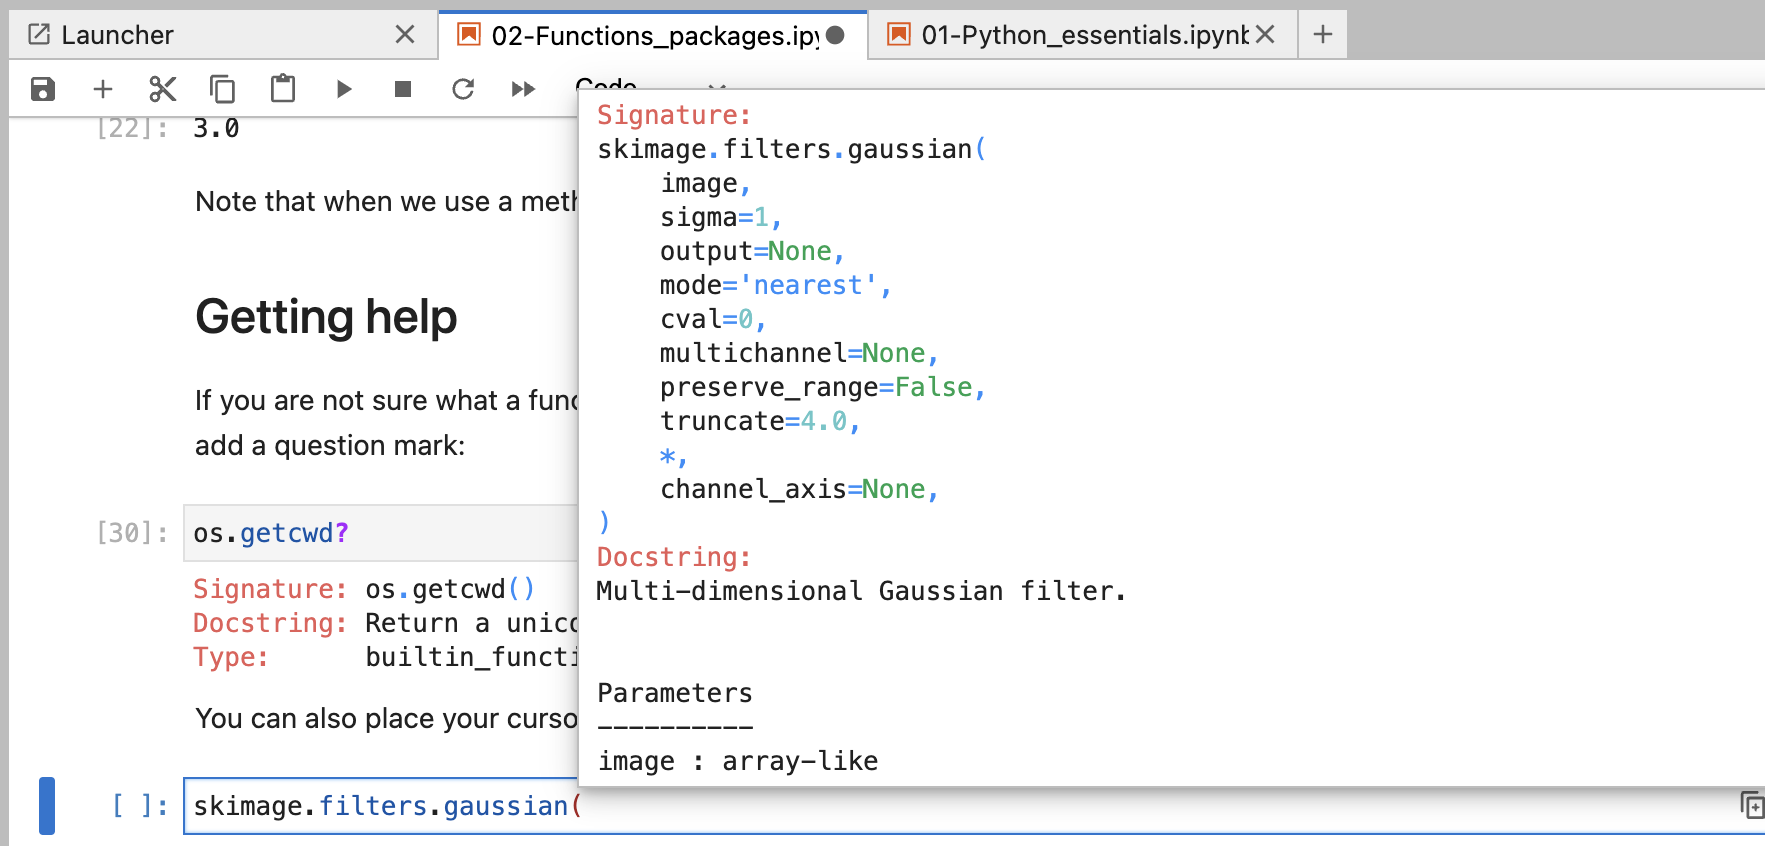 Launcher
02-Functions_packages.ipy
01-Python_essentials.ipynb
Code
[22]: 3.0
Note that when we use a meth
Getting help
If you are not sure what a func
add a question mark:
[30]: os.getcwd?
Signature: os.getcwd()
Docstring: Return a unico
Type: builtin_functi
You can also place your curso
[ ]: skimage.filters.gaussian(
Signature:
skimage.filters.gaussian(
image,
sigma=1,
output=None,
mode='nearest',
cval=0,
multichannel=None,
preserve_range=False,
truncate=4.0,
*,
channel_axis=None,
)
Docstring:
Multi-dimensional Gaussian filter.
Parameters
----------
image : array-like